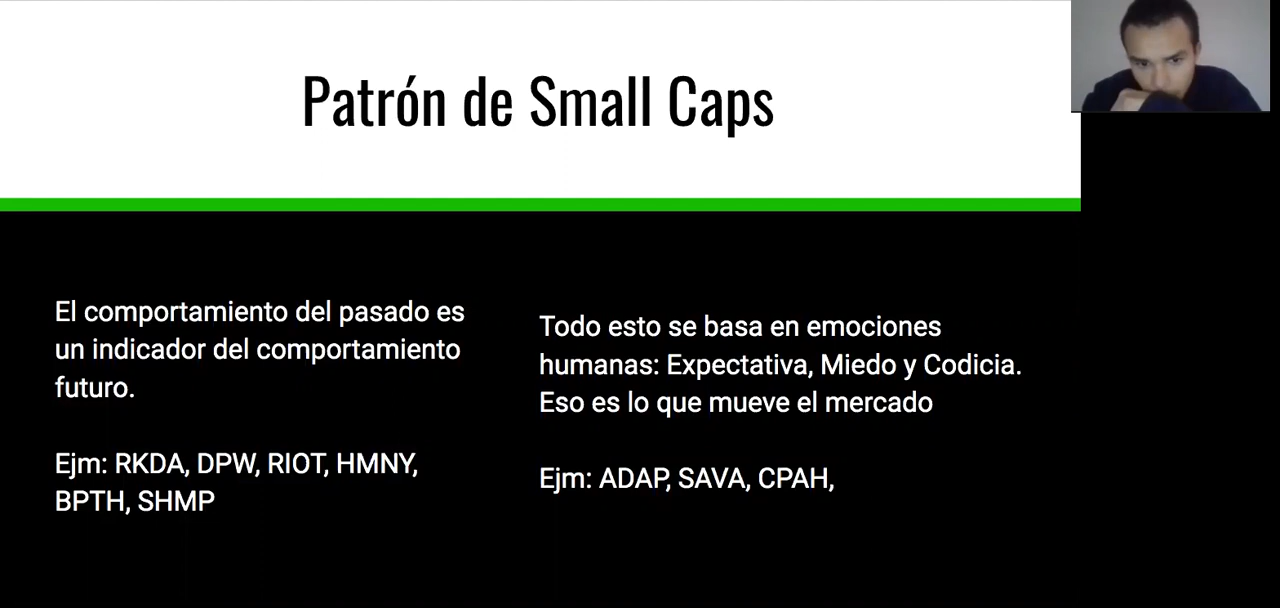 Patrón de Small Caps
El comportamiento del pasado es
un indicador del comportamiento
futuro.
Ejm: RKDA, DPW, RIOT, HMNY,
BPTH, SHMP
Todo esto se basa en emociones
humanas: Expectativa, Miedo y Codicia.
Eso es lo que mueve el mercado
Ejm: ADAP, SAVA, CPAH,